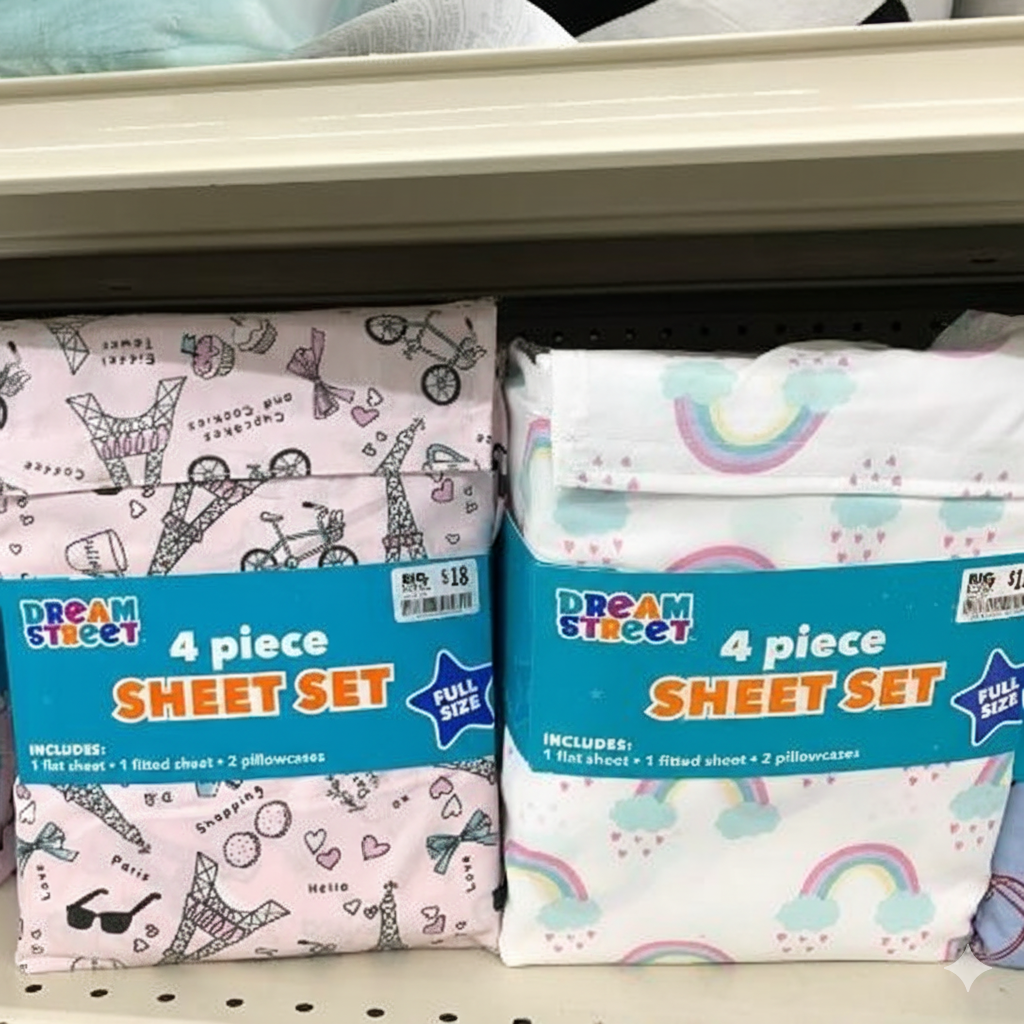 Eiffel
Tower
Cupcakes
and Cookies
Coffee
DREAM
STREET
BIG $18
4 piece
SHEET SET
FULL
SIZE
INCLUDES:
1 flat sheet • 1 fitted sheet • 2 pillowcases
Shopping
ox
Paris
Love
Hello
Love
DREAM
STREET
BIG
4 piece
SHEET SET
FULL
SIZE
INCLUDES:
1 flat sheet • 1 fitted sheet • 2 pillowcases